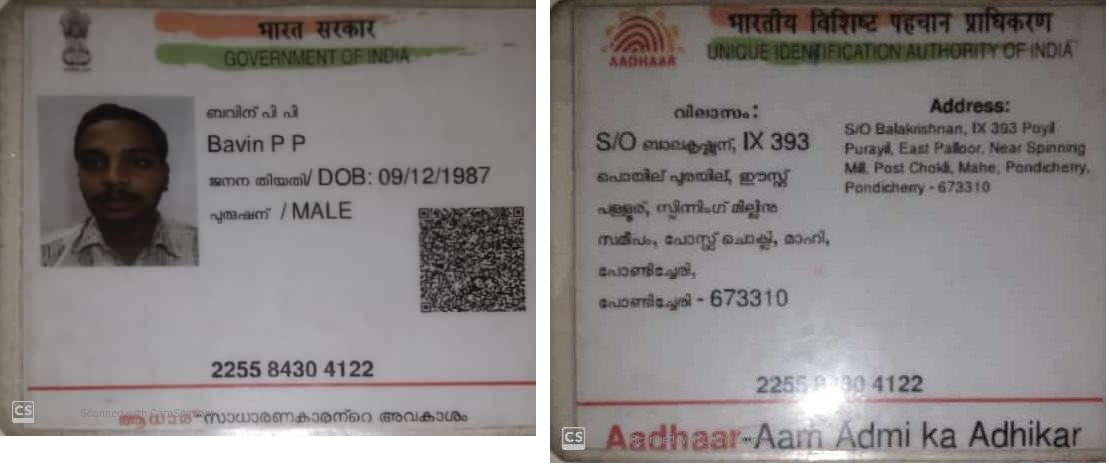 भारत सरकार
GOVERNMENT OF INDIA
ബവിന് പി പി
Bavin P P
ജനന തിയതി/ DOB: 09/12/1987
പുരുഷന് / MALE
2255 8430 4122
ആധാര്-സാധാരണകാരന്റെ അവകാശം
CS Scanned with CamScanner
भारतीय विशिष्ट पहचान प्राधिकरण
UNIQUE IDENTIFICATION AUTHORITY OF INDIA
AADHAAR
വിലാസം:
S/O ബാലകൃഷ്ണന്, IX 393
പൊയില് പുരയില്, ഈസ്റ്റ്
പള്ളൂര്, സ്പിന്നിംഗ് മില്ലിനു
സമീപം, പോസ്റ്റ് ചൊക്ലി, മാഹി,
പോണ്ടിച്ചേരി,
പോണ്ടിച്ചേരി - 673310
Address:
S/O Balakrishnan, IX 393 Poyil
Purayil, East Palloor, Near Spinning
Mill, Post Chokli, Mahe, Pondicherry,
Pondicherry - 673310
2255 8430 4122
Aadhaar-Aam Admi ka Adhikar
CS